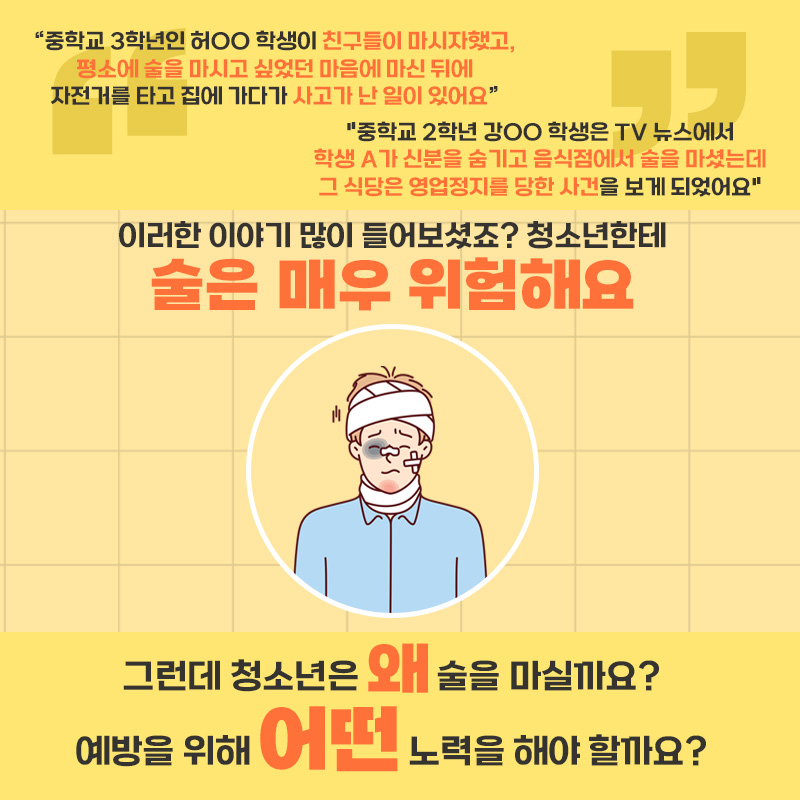 “중학교 3학년인 허○○ 학생이 친구들이 마시자했고,
평소에 술을 마시고 싶었던 마음에 마신 뒤에
자전거를 타고 집에 가다가 사고가 난 일이 있어요”
"중학교 2학년 강○○ 학생은 TV 뉴스에서
학생 A가 신분을 숨기고 음식점에서 술을 마셨는데
그 식당은 영업정지를 당한 사건을 보게 되었어요"
이러한 이야기 많이 들어보셨죠? 청소년한테
술은 매우 위험해요
그런데 청소년은 왜 술을 마실까요?
예방을 위해 어떤 노력을 해야 할까요?